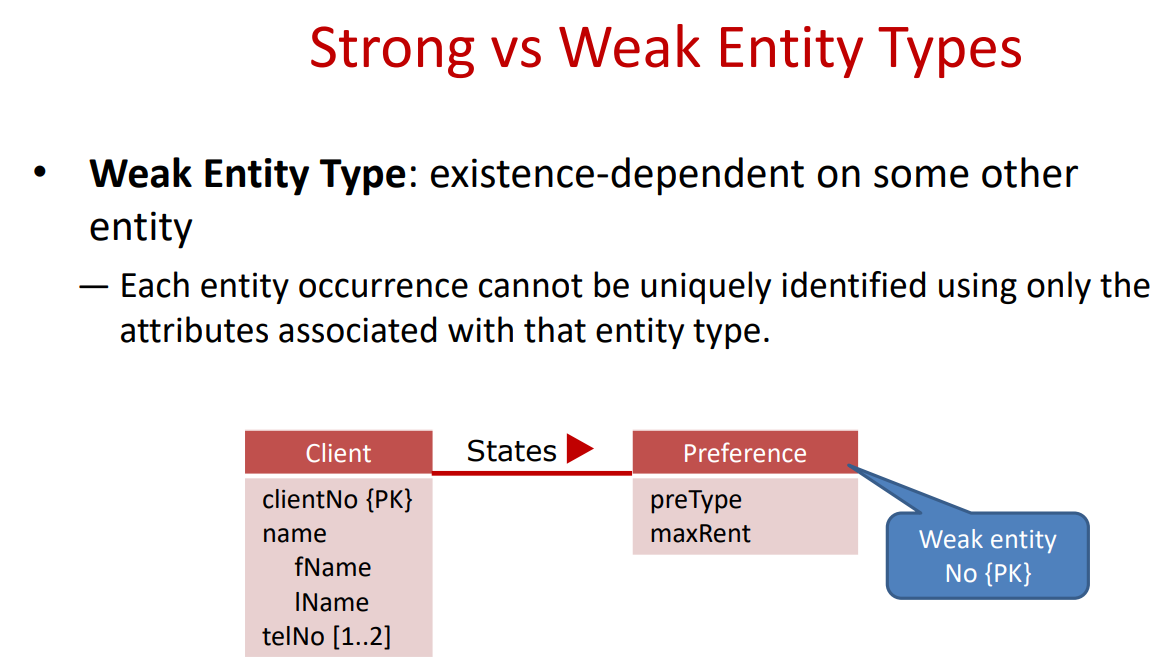 Strong vs Weak Entity Types
• Weak Entity Type: existence-dependent on some other
entity
— Each entity occurrence cannot be uniquely identified using only the
attributes associated with that entity type.
Client
States
Preference
clientNo {PK}
name
fName
lName
telNo [1..2]
preType
maxRent
Weak entity
No {PK}